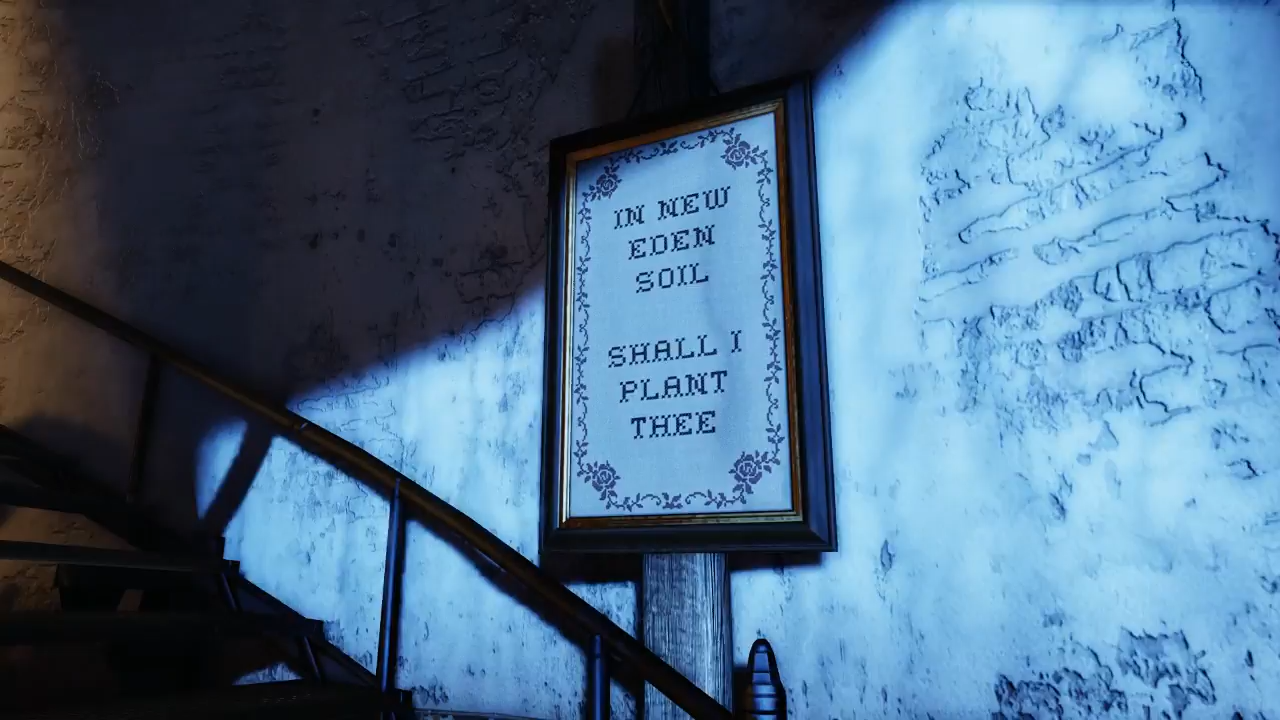 IN NEW
EDEN
SOIL
SHALL I
PLANT
THEE